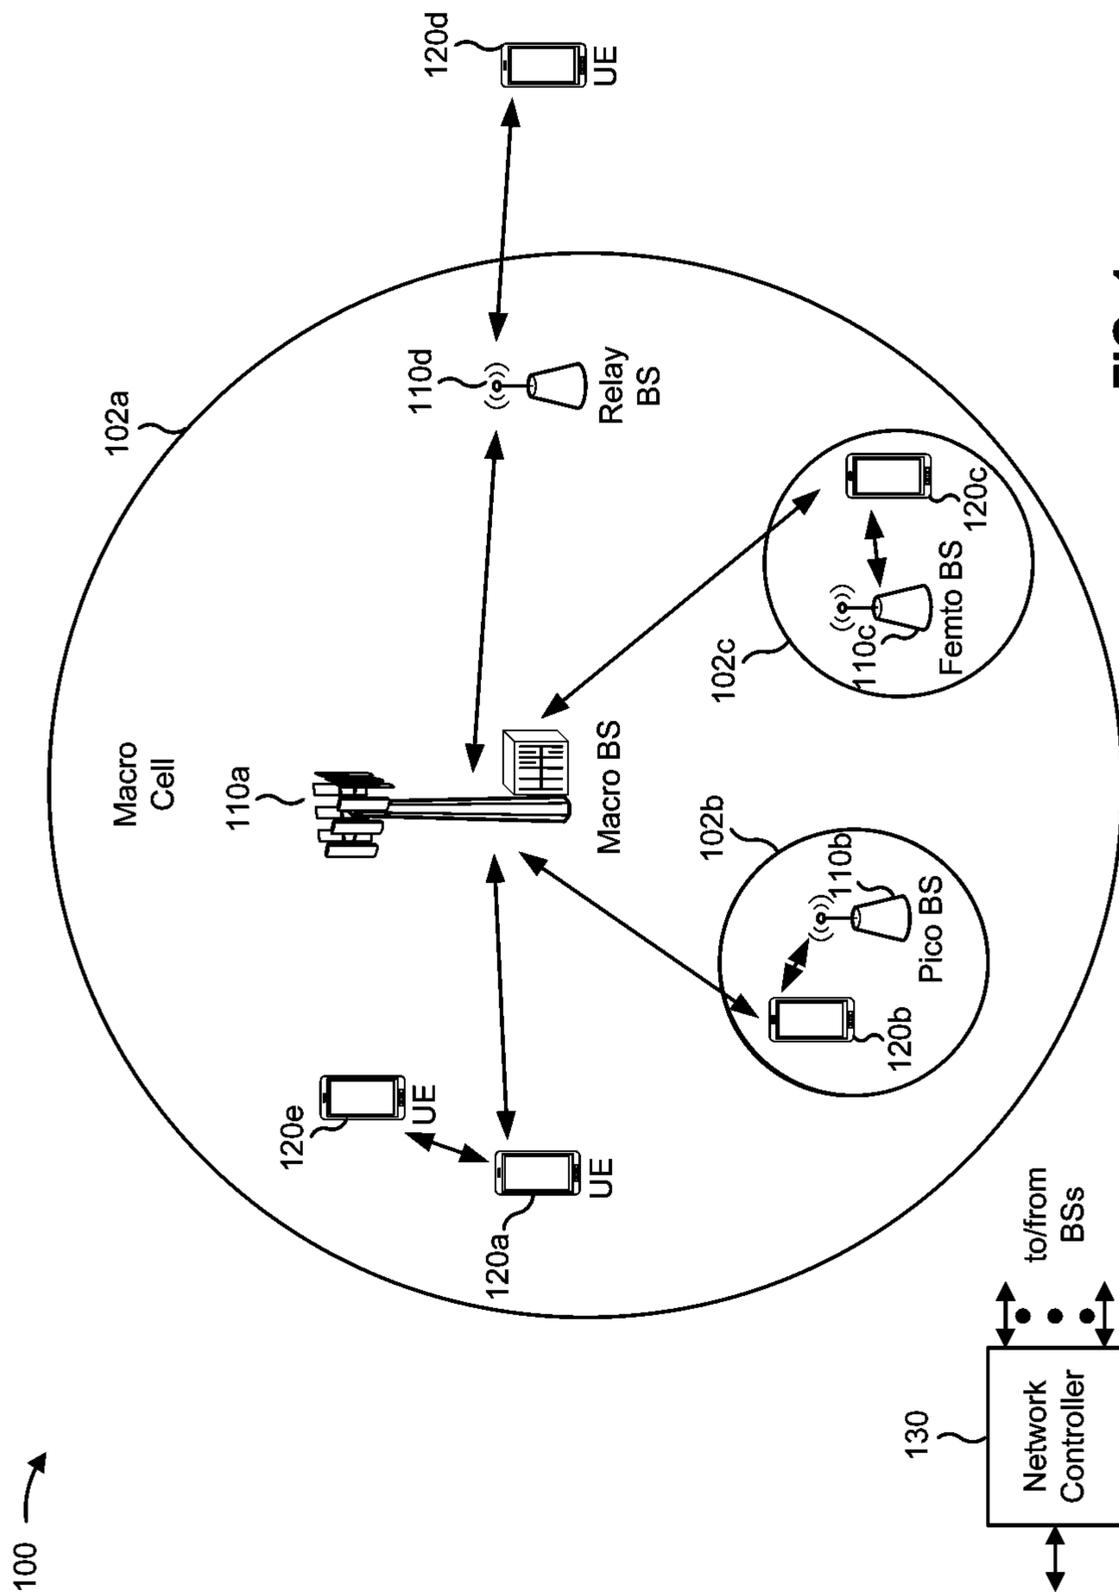 100
Macro
Cell
102a
110a
120e
110d
120d
UE
120a
UE
UE
Macro BS
Relay
BS
102b
102c
110b
110c
120b
130
Pico BS
Femto BS
120c
Network
Controller
to/from
BSs